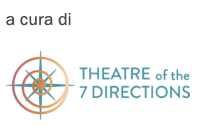 a cura di
THEATRE of the
7 DIRECTIONS